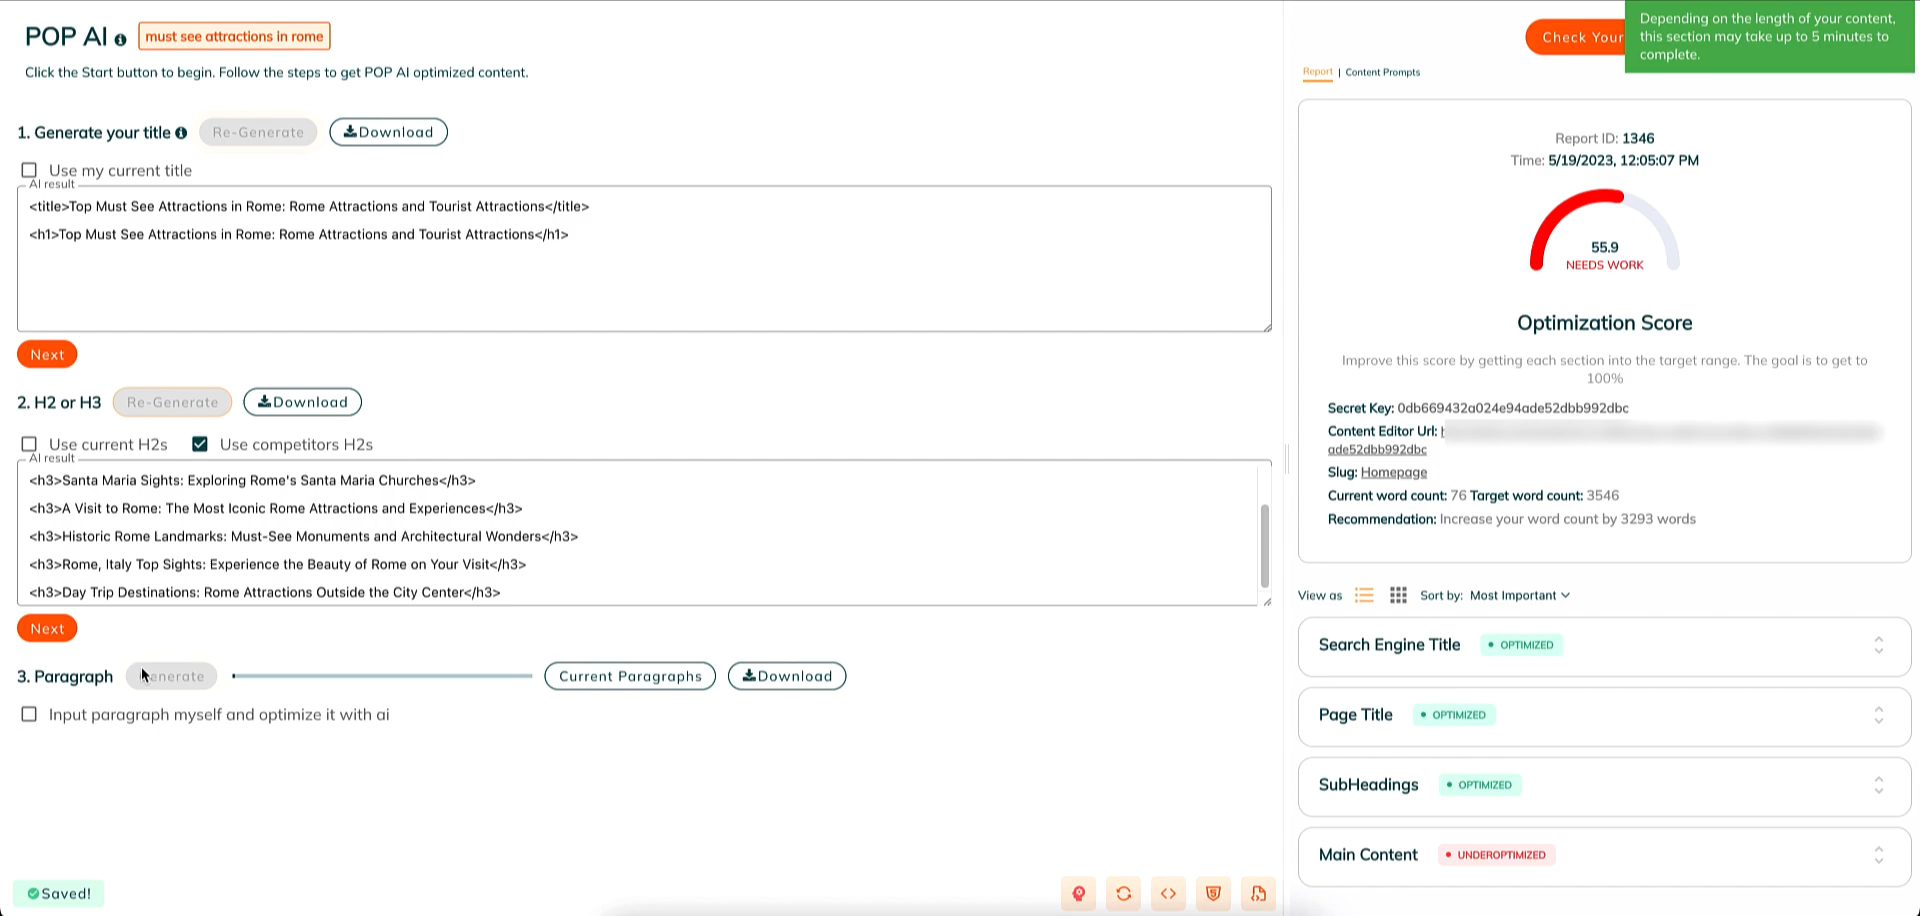 POP AI must see attractions in rome
Click the Start button to begin. Follow the steps to get POP AI optimized content.
1. Generate your title Re-Generate Download
Use my current title
AI result
<title>Top Must See Attractions in Rome: Rome Attractions and Tourist Attractions</title>
<h1>Top Must See Attractions in Rome: Rome Attractions and Tourist Attractions</h1>
Next
2. H2 or H3 Re-Generate Download
Use current H2s Use competitors H2s
AI result
<h3>Santa Maria Sights: Exploring Rome's Santa Maria Churches</h3>
<h3>A Visit to Rome: The Most Iconic Rome Attractions and Experiences</h3>
<h3>Historic Rome Landmarks: Must-See Monuments and Architectural Wonders</h3>
<h3>Rome, Italy Top Sights: Experience the Beauty of Rome on Your Visit</h3>
<h3>Day Trip Destinations: Rome Attractions Outside the City Center</h3>
Next
3. Paragraph enerate Current Paragraphs Download
Input paragraph myself and optimize it with ai
Saved!
Check Your
Depending on the length of your content,
this section may take up to 5 minutes to
complete.
Report | Content Prompts
Report ID: 1346
Time: 5/19/2023, 12:05:07 PM
55.9
NEEDS WORK
Optimization Score
Improve this score by getting each section into the target range. The goal is to get to
100%
Secret Key: 0db669432a024e94ade52dbb992dbc
Content Editor Url:
ade52dbb992dbc
Slug: Homepage
Current word count: 76 Target word count: 3546
Recommendation: Increase your word count by 3293 words
View as Sort by: Most Important
Search Engine Title OPTIMIZED
Page Title OPTIMIZED
SubHeadings OPTIMIZED
Main Content UNDEROPTIMIZED